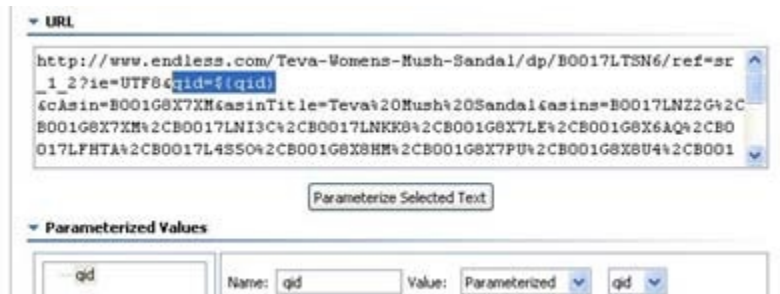 URL
http://www.endless.com/Teva-Womens-Mush-Sandal/dp/B0017LTSN6/ref=sr
_1_2?ie=UTF8&qid=$(qid)
&cAsin=B001G8X7XM&asinTitle=Teva%20Mush%20Sandal&asins=B0017LNZ2G%2C
B001G8X7XM%2CB0017LNI3C%2CB0017LNKK8%2CB001G8X7LE%2CB001G8X6AQ%2CB0
017LFHTA%2CB0017L4SSO%2CB001G8X8HM%2CB001G8X7PU%2CB001G8X8U4%2CB001
Parameterize Selected Text
Parameterized Values
qid
Name: qid Value: Parameterized qid